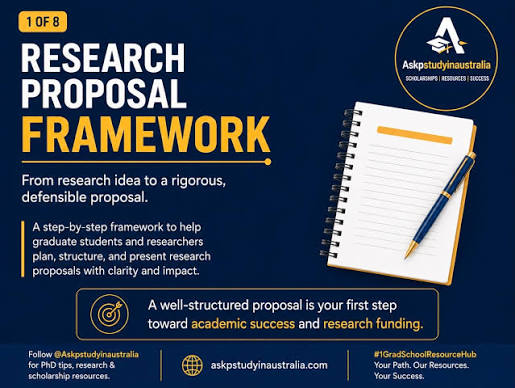 1 OF 8
RESEARCH
PROPOSAL
FRAMEWORK
From research idea to a rigorous,
defensible proposal.
A step-by-step framework to help
graduate students and researchers
plan, structure, and present research
proposals with clarity and impact.
Askpstudyinaustralia
SCHOLARSHIPS | RESOURCES | SUCCESS
A well-structured proposal is your first step
toward academic success and research funding.
Follow @Askpstudyinaustralia
for PhD tips, research &
scholarship resources.
askpstudyinaustralia.com
#1GradSchoolResourceHub
Your Path. Our Resources.
Your Success.